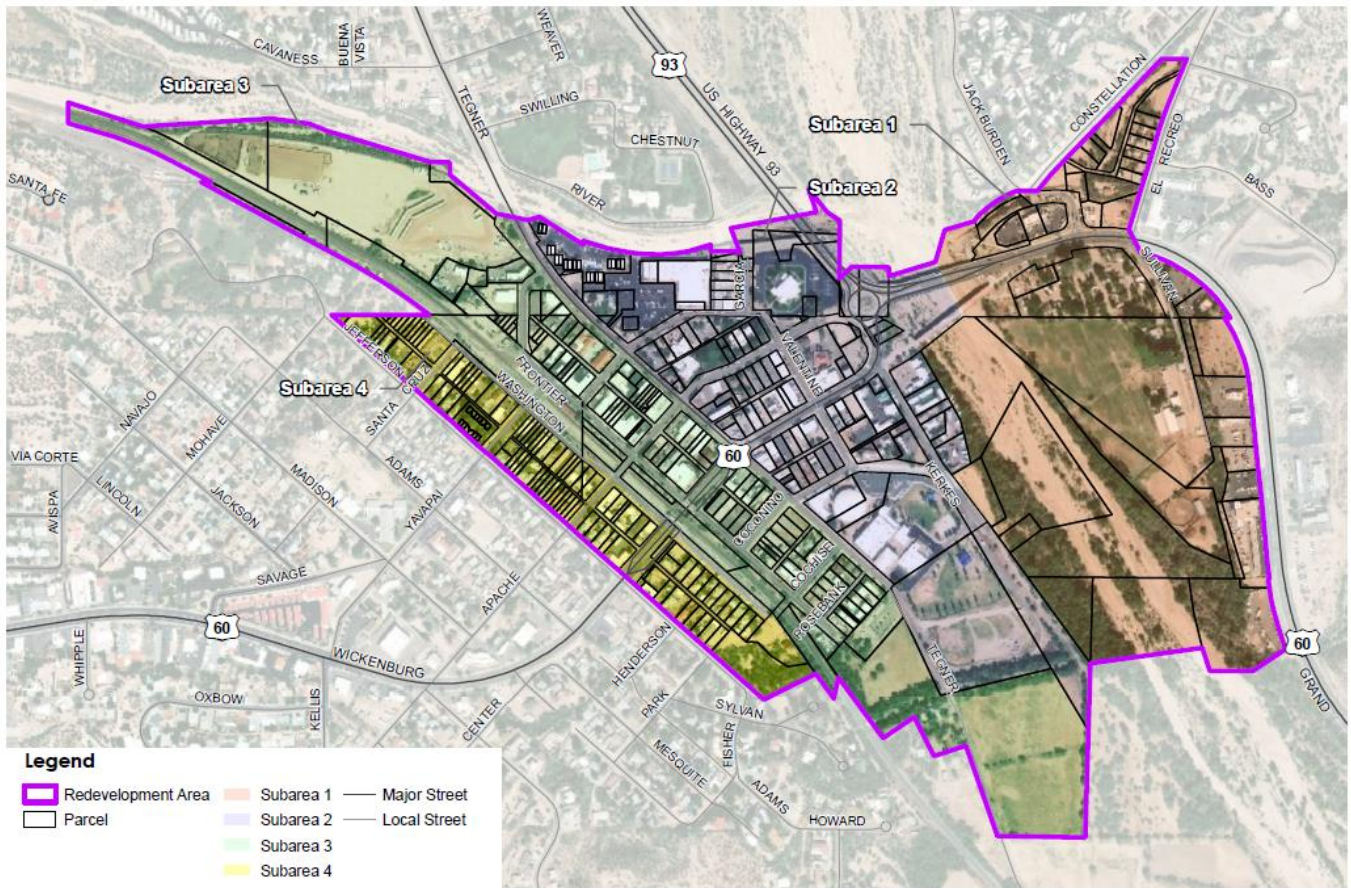 CAVANESS
BUENA
VISTA
WEAVER
93
US HIGHWAY 93
CONSTELLATION
Subarea 3
TEGNER
SWILLING
JACK BURDEN
Subarea 1
CHESTNUT
EL RECREO
BASS
SANTA FE
RIVER
Subarea 2
SULLIVAN
GARCIA
JEFFERSON
VALENTINE
FRONTIER
Subarea 4
SANTA CRUZ
WASHINGTON
NAVAJO
MOHAVE
60
VIA CORTE
ADAMS
MADISON
KERKES
LINCOLN
JACKSON
YAVAPAI
COCONINO
AVISPA
COCHISE
SAVAGE
APACHE
ROSEBANK
60
WICKENBURG
HENDERSON
TEGNER
60
WHIPPLE
GRAND
OXBOW
KELLIS
CENTER
PARK
SYLVAN
FISHER
MESQUITE
ADAMS
HOWARD
Legend
Redevelopment Area
Subarea 1
Major Street
Parcel
Subarea 2
Local Street
Subarea 3
Subarea 4